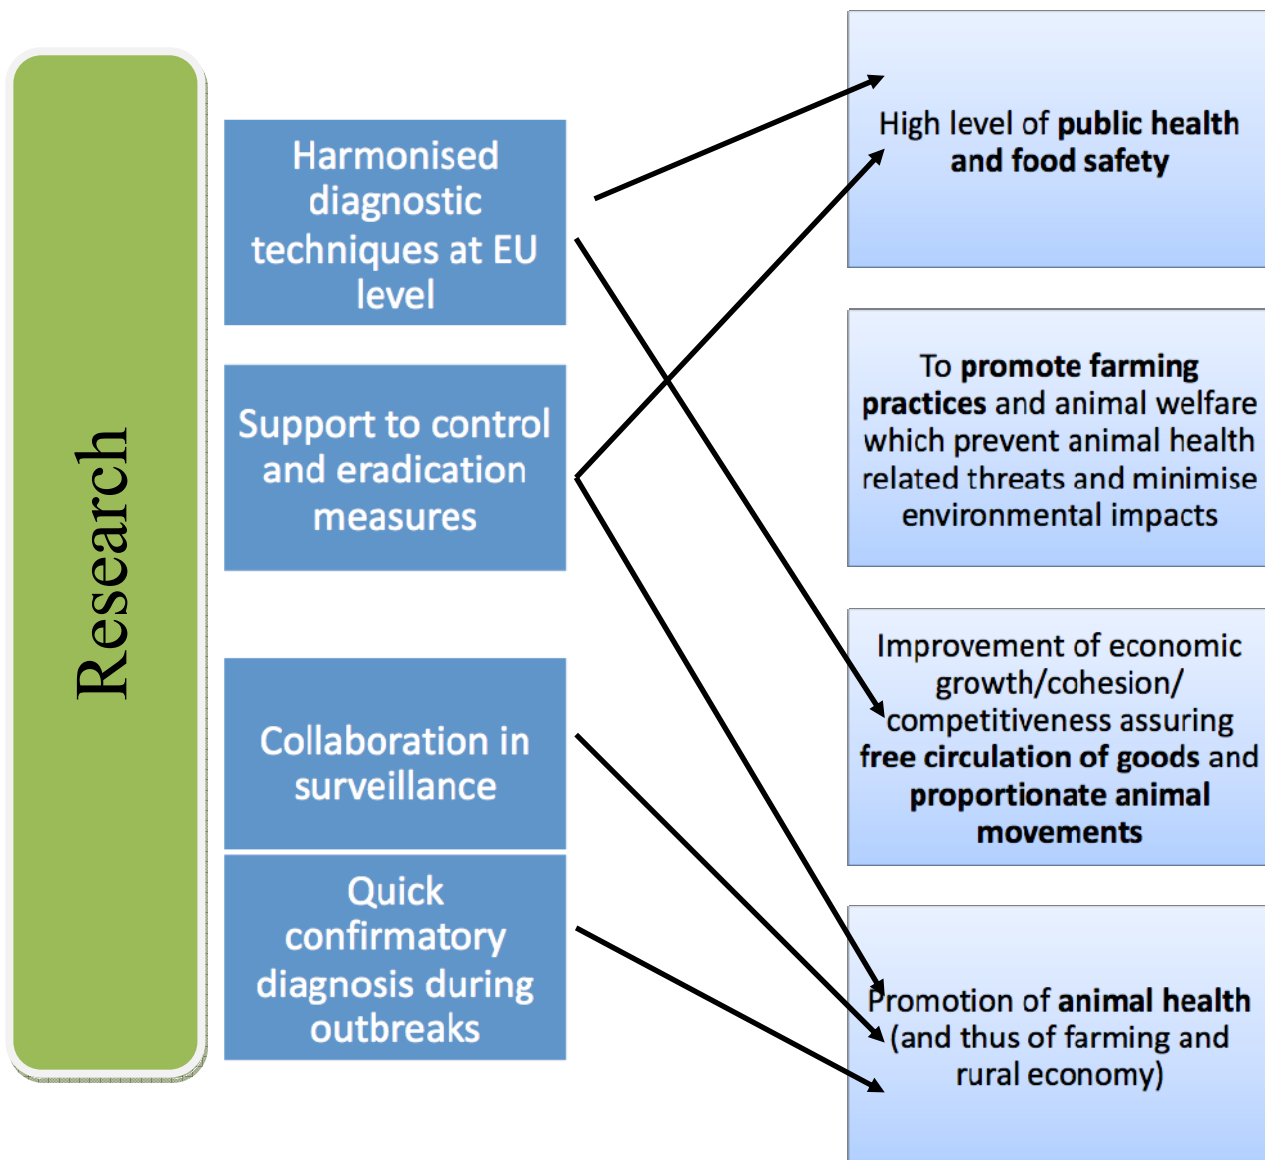 Research
Harmonised
diagnostic
techniques at EU
level
Support to control
and eradication
measures
Collaboration in
surveillance
Quick
confirmatory
diagnosis during
outbreaks
High level of public health
and food safety
To promote farming
practices and animal welfare
which prevent animal health
related threats and minimise
environmental impacts
Improvement of economic
growth/cohesion/
competitiveness assuring
free circulation of goods and
proportionate animal
movements
Promotion of animal health
(and thus of farming and
rural economy)